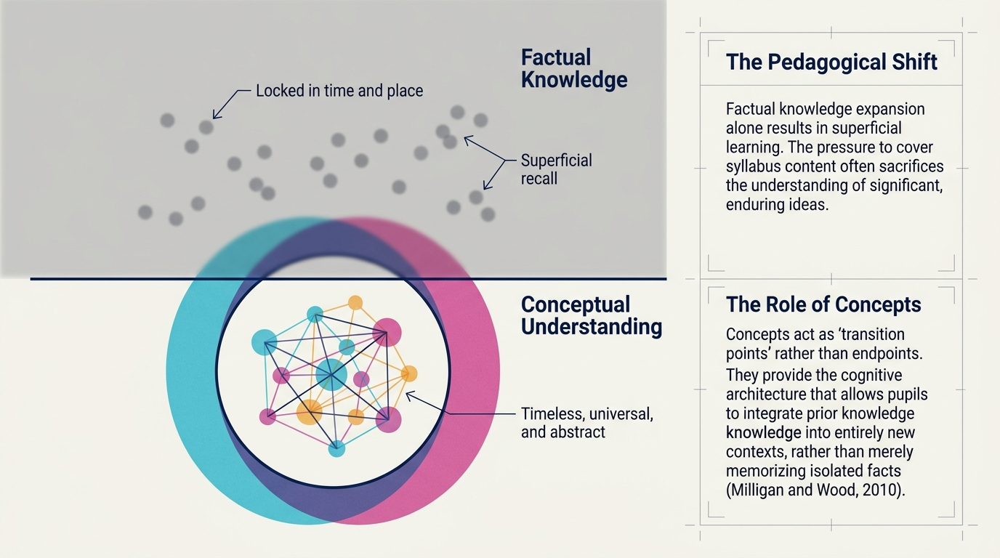 Factual
Knowledge
Locked in time and place
Superficial
recall
Conceptual
Understanding
Timeless, universal,
and abstract
The Pedagogical Shift
Factual knowledge expansion
alone results in superficial
learning. The pressure to cover
syllabus content often sacrifices
the understanding of significant,
enduring ideas.
The Role of Concepts
Concepts act as ‘transition
points’ rather than endpoints.
They provide the cognitive
architecture that allows pupils
to integrate prior knowledge
knowledge into entirely new
contexts, rather than merely
memorizing isolated facts
(Milligan and Wood, 2010).